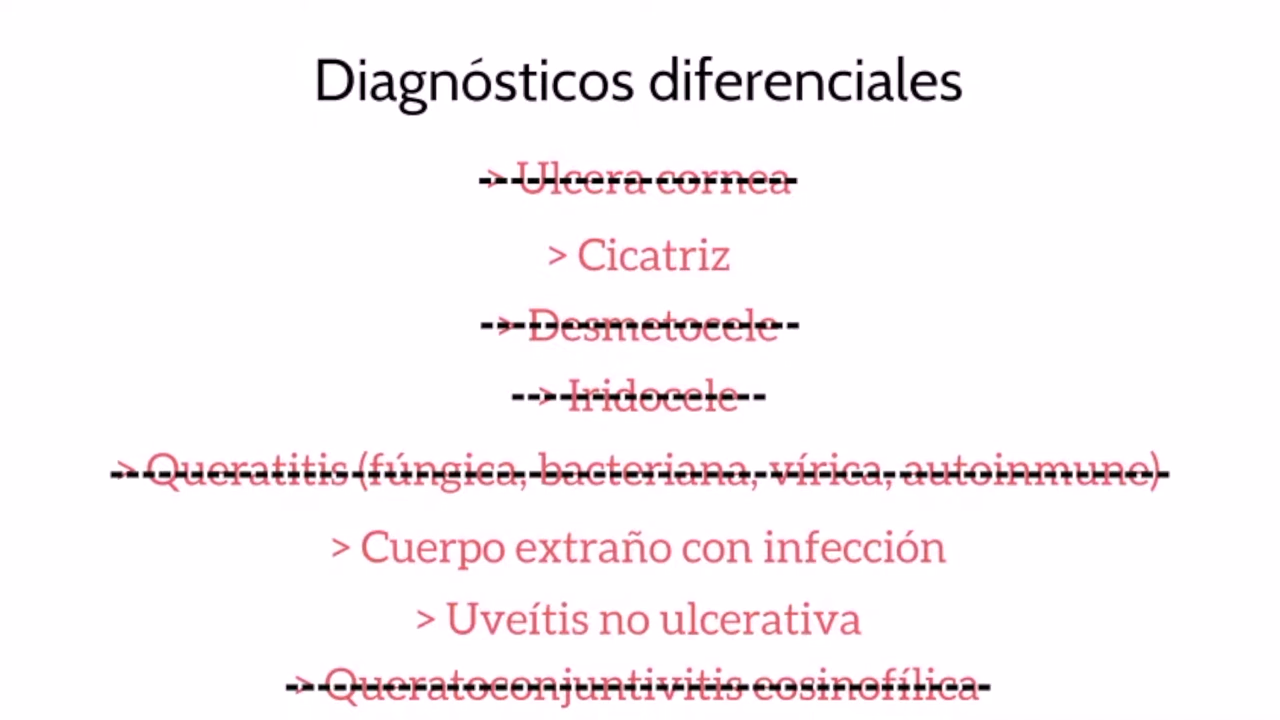 Diagnósticos diferenciales
> Ulcera cornea
> Cicatriz
> Desmetocele
> Iridocele
> Queratitis (fúngica, bacteriana, vírica, autoinmune)
> Cuerpo extraño con infección
> Uveítis no ulcerativa
> Queratoconjuntivitis eosinofílica